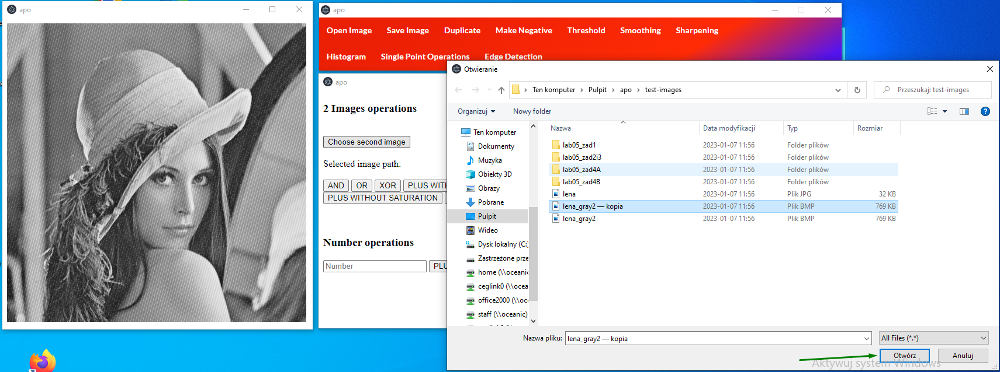 apo
apo
Open Image Save Image Duplicate Make Negative Threshold Smoothing Sharpening
Histogram Single Point Operations Edge Detection
apo
2 Images operations
Choose second image
Selected image path:
AND OR XOR PLUS WITH
PLUS WITHOUT SATURATION
Number operations
Number PLU
Otwieranie
Ten komputer Pulpit apo test-images
Przeszukaj: test-images
Organizuj Nowy folder
Ten komputer
Dokumenty
Muzyka
Obiekty 3D
Obrazy
Pobrane
Pulpit
Wideo
Dysk lokalny (C:)
Zastrzeżone prze
home (\\oceanic
ceglink0 (\\ocea
office2000 (\\oc
staff (\\oceanic)
Nazwa Data modyfikacji Typ Rozmiar
lab05_zad1 2023-01-07 11:56 Folder plików
lab05_zad2i3 2023-01-07 11:56 Folder plików
lab05_zad4A 2023-01-07 11:56 Folder plików
lab05_zad4B 2023-01-07 11:56 Folder plików
lena 2023-01-07 11:56 Plik JPG 32 KB
lena_gray2 — kopia 2023-01-07 11:56 Plik BMP 769 KB
lena_gray2 2023-01-07 11:56 Plik BMP 769 KB
Nazwa pliku: lena_gray2 — kopia All Files (*.*)
Otwórz Anuluj
Aktywuj system Windows